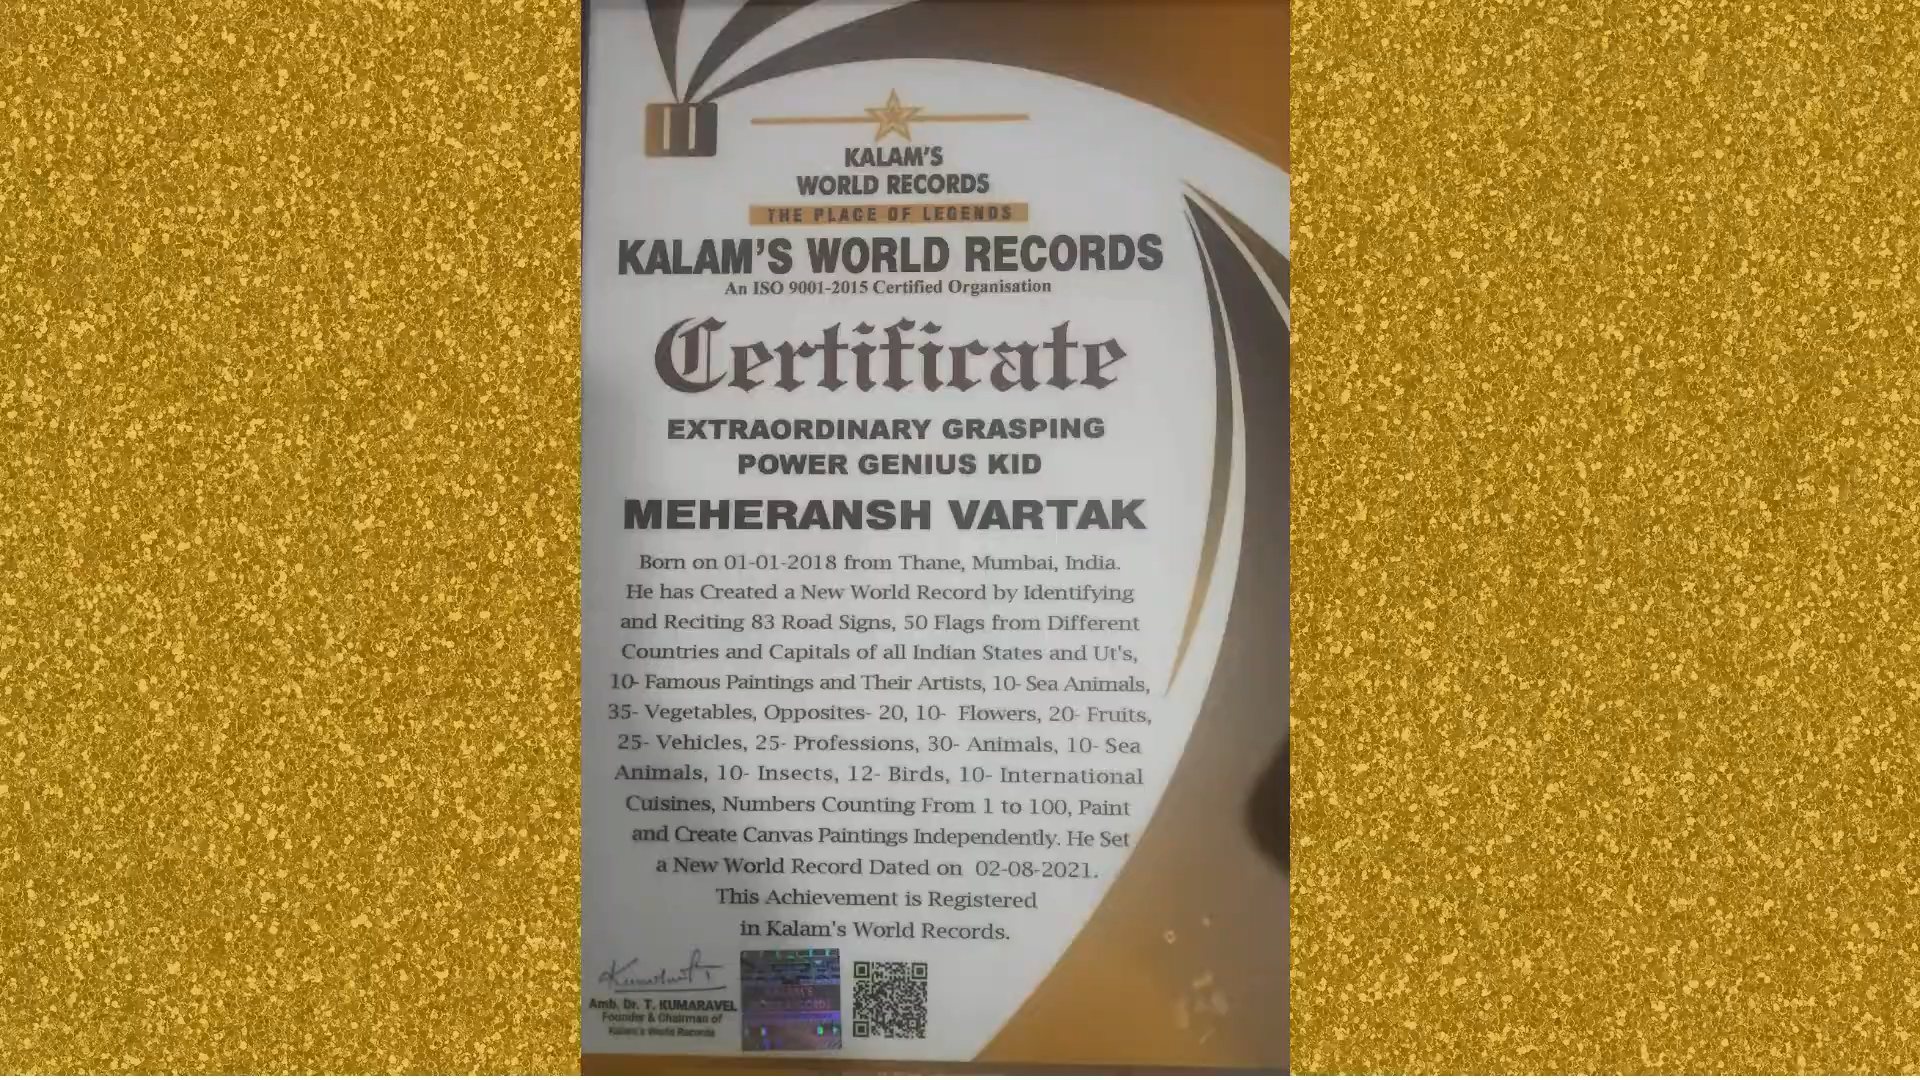 KALAM'S
WORLD RECORDS
THE PLACE OF LEGENDS
KALAM'S WORLD RECORDS
An ISO 9001-2015 Certified Organisation
Certificate
EXTRAORDINARY GRASPING
POWER GENIUS KID
MEHERANSH VARTAK
Born on 01-01-2018 from Thane, Mumbai, India.
He has Created a New World Record by Identifying
and Reciting 83 Road Signs, 50 Flags from Different
Countries and Capitals of all Indian States and Ut's,
10- Famous Paintings and Their Artists, 10- Sea Animals,
35- Vegetables, Opposites- 20, 10- Flowers, 20- Fruits,
25- Vehicles, 25- Professions, 30- Animals, 10- Sea
Animals, 10- Insects, 12- Birds, 10- International
Cuisines, Numbers Counting From 1 to 100, Paint
and Create Canvas Paintings Independently. He Set
a New World Record Dated on 02-08-2021.
This Achievement is Registered
in Kalam's World Records.
Amb. Dr. T. KUMARAVEL
Founder & Chairman of
Kalam's World Records